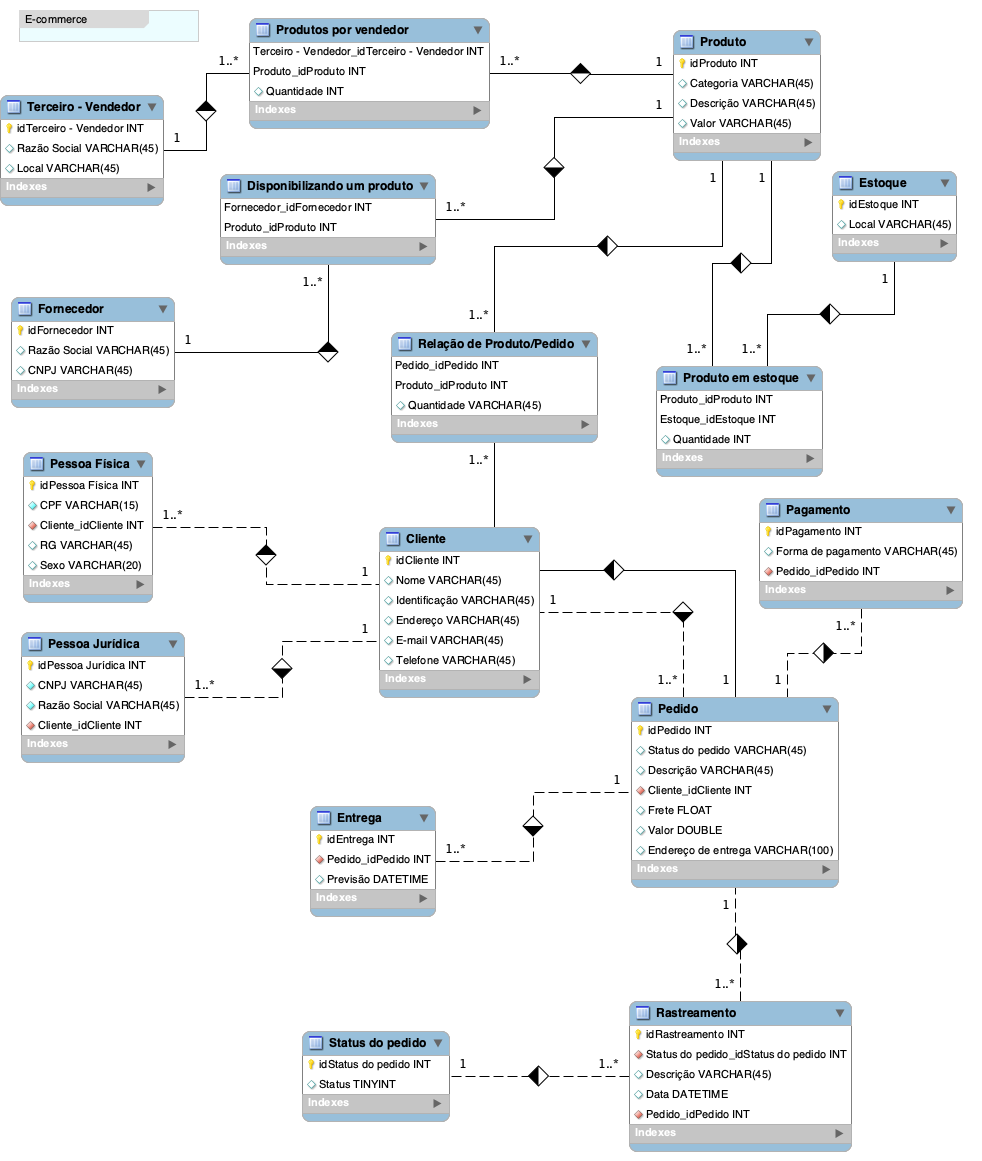 E-commerce
Produtos por vendedor
Terceiro - Vendedor_idTerceiro - Vendedor INT
Produto_idProduto INT
Quantidade INT
Indexes
1..*
1..*
1
1
Produto
idProduto INT
Categoria VARCHAR(45)
Descrição VARCHAR(45)
Valor VARCHAR(45)
Indexes
1
1
Terceiro - Vendedor
idTerceiro - Vendedor INT
Razão Social VARCHAR(45)
Local VARCHAR(45)
Indexes
1
Disponibilizando um produto
Fornecedor_idFornecedor INT
Produto_idProduto INT
Indexes
1..*
1..*
Estoque
idEstoque INT
Local VARCHAR(45)
Indexes
1
Fornecedor
idFornecedor INT
Razão Social VARCHAR(45)
CNPJ VARCHAR(45)
Indexes
1
1..*
Relação de Produto/Pedido
Pedido_idPedido INT
Produto_idProduto INT
Quantidade VARCHAR(45)
Indexes
1..*
1..*
1..*
Produto em estoque
Produto_idProduto INT
Estoque_idEstoque INT
Quantidade INT
Indexes
Pessoa Física
idPessoa Física INT
CPF VARCHAR(15)
Cliente_idCliente INT
RG VARCHAR(45)
Sexo VARCHAR(20)
Indexes
1..*
1
Cliente
idCliente INT
Nome VARCHAR(45)
Identificação VARCHAR(45)
Endereço VARCHAR(45)
E-mail VARCHAR(45)
Telefone VARCHAR(45)
Indexes
1
1
1..*
1
Pagamento
idPagamento INT
Forma de pagamento VARCHAR(45)
Pedido_idPedido INT
Indexes
1..*
1
Pessoa Jurídica
idPessoa Jurídica INT
CNPJ VARCHAR(45)
Razão Social VARCHAR(45)
Cliente_idCliente INT
Indexes
1..*
Pedido
idPedido INT
Status do pedido VARCHAR(45)
Descrição VARCHAR(45)
Cliente_idCliente INT
Frete FLOAT
Valor DOUBLE
Endereço de entrega VARCHAR(100)
Indexes
1
1
Entrega
idEntrega INT
Pedido_idPedido INT
Previsão DATETIME
Indexes
1..*
1..*
Rastreamento
idRastreamento INT
Status do pedido_idStatus do pedido INT
Descrição VARCHAR(45)
Data DATETIME
Pedido_idPedido INT
Indexes
Status do pedido
idStatus do pedido INT
Status TINYINT
Indexes
1
1..*